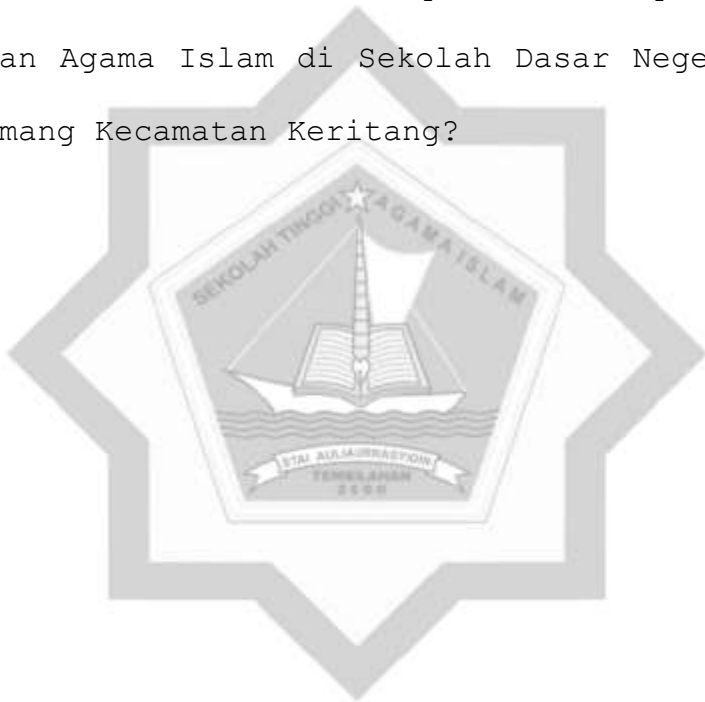 an Agama Islam di Sekolah Dasar Nege
mang Kecamatan Keritang?
SEKOLAH TINGGI AGAMA ISLAM
STAI AULIAURRASYIDIN
TEMBILAHAN